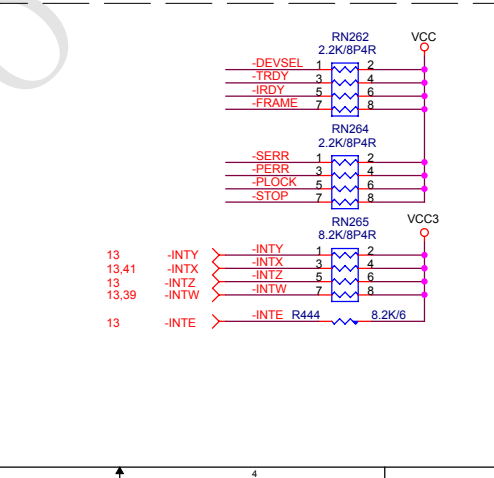 RN262 VCC
2.2K/8P4R
-DEVSEL 1 2
-TRDY 3 4
-IRDY 5 6
-FRAME 7 8
RN264
2.2K/8P4R
-SERR 1 2
-PERR 3 4
-PLOCK 5 6
-STOP 7 8
RN265 VCC3
8.2K/8P4R
13 -INTY -INTY 1 2
13,41 -INTX -INTX 3 4
13 -INTZ -INTZ 5 6
13,39 -INTW -INTW 7 8
13 -INTE -INTE R444 8.2K/6
4